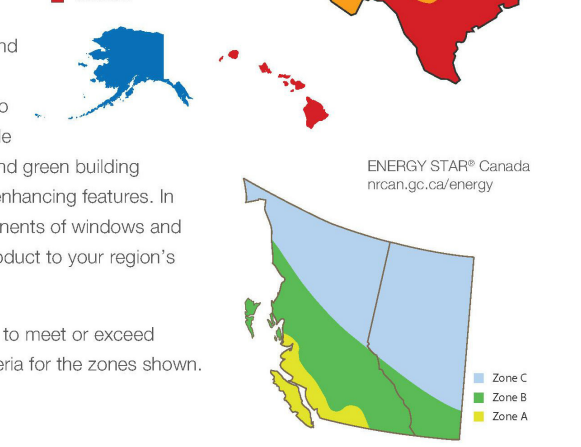 nd
o
le
nd green building
enhancing features. In
nents of windows and
oduct to your region's
to meet or exceed
eria for the zones shown.
ENERGY STAR® Canada
nrcan.gc.ca/energy
Zone C
Zone B
Zone A